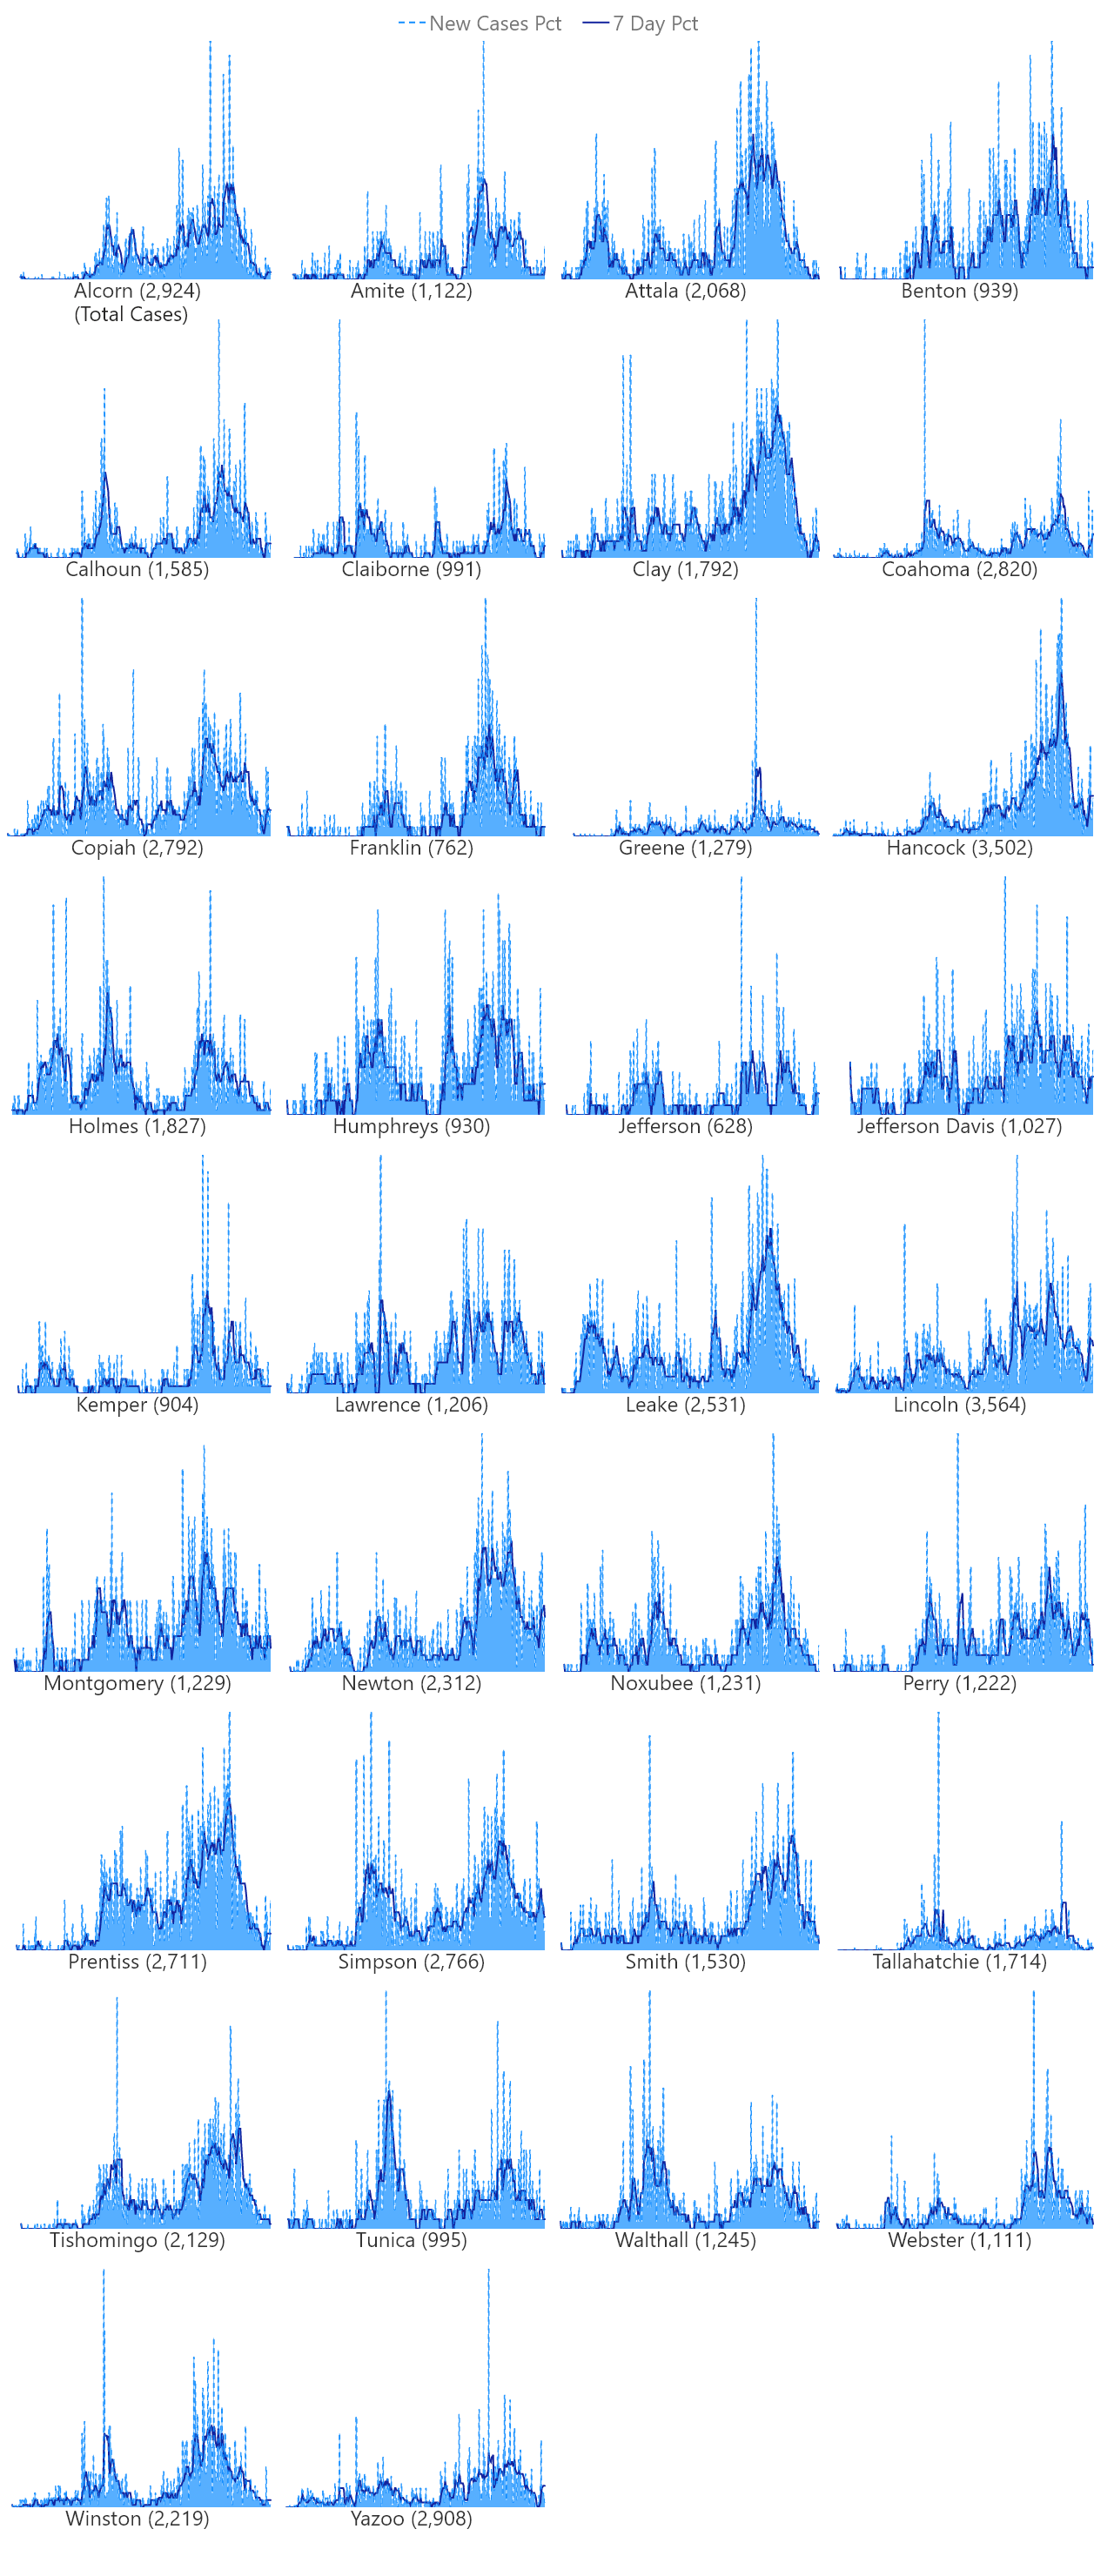 New Cases Pct 7 Day Pct
Alcorn (2,924) Amite (1,122) Attala (2,068) Benton (939)
(Total Cases)
Calhoun (1,585) Claiborne (991) Clay (1,792) Coahoma (2,820)
Copiah (2,792) Franklin (762) Greene (1,279) Hancock (3,502)
Holmes (1,827) Humphreys (930) Jefferson (628) Jefferson Davis (1,027)
Kemper (904) Lawrence (1,206) Leake (2,531) Lincoln (3,564)
Montgomery (1,229) Newton (2,312) Noxubee (1,231) Perry (1,222)
Prentiss (2,711) Simpson (2,766) Smith (1,530) Tallahatchie (1,714)
Tishomingo (2,129) Tunica (995) Walthall (1,245) Webster (1,111)
Winston (2,219) Yazoo (2,908)